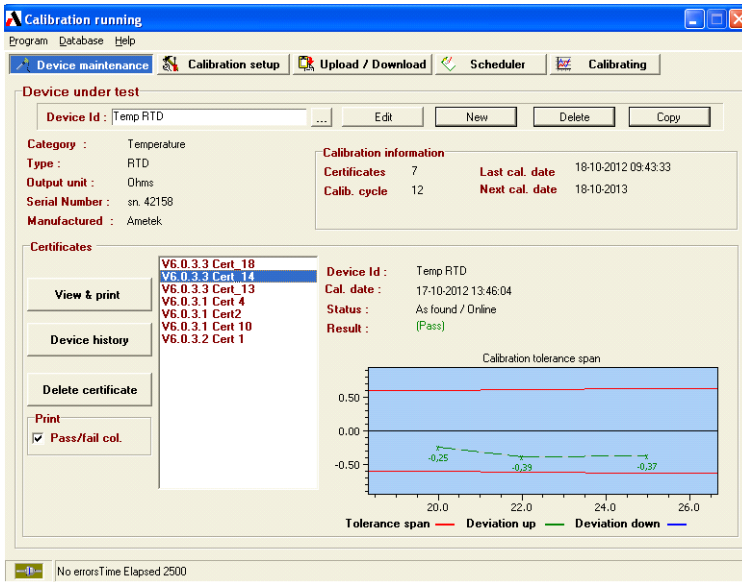 Calibration running
Program Database Help
Device maintenance Calibration setup Upload / Download Scheduler Calibrating
Device under test
Device Id : Temp RTD ... Edit New Delete Copy
Category : Temperature
Type : RTD
Output unit : Ohms
Serial Number : sn. 42158
Manufactured : Ametek
Calibration information
Certificates 7 Last cal. date 18-10-2012 09:43:33
Calib. cycle 12 Next cal. date 18-10-2013
Certificates
View & print
Device history
Delete certificate
Print
Pass/fail col.
V6.0.3.3 Cert_18
V6.0.3.3 Cert_14
V6.0.3.3 Cert_13
V6.0.3.1 Cert 4
V6.0.3.1 Cert2
V6.0.3.1 Cert 10
V6.0.3.2 Cert 1
Device Id : Temp RTD
Cal. date : 17-10-2012 13:46:04
Status : As found / Online
Result : (Pass)
Calibration tolerance span
0.50
0.00
-0.50
-0,25
-0,39
-0,37
20.0 22.0 24.0 26.0
Tolerance span Deviation up Deviation down
No errorsTime Elapsed 2500